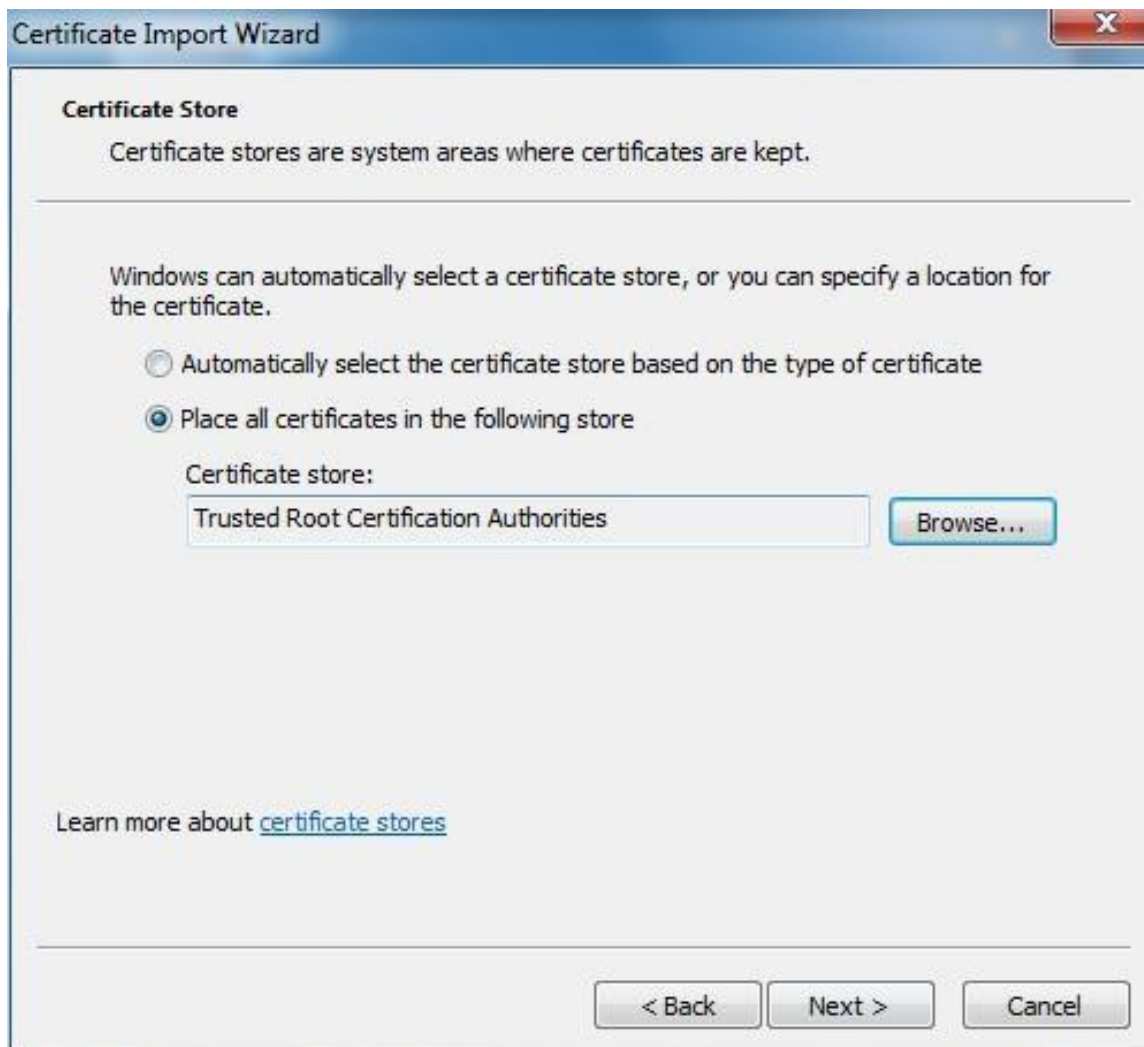 Certificate Import Wizard
X
Certificate Store
Certificate stores are system areas where certificates are kept.
Windows can automatically select a certificate store, or you can specify a location for
the certificate.
Automatically select the certificate store based on the type of certificate
Place all certificates in the following store
Certificate store:
Trusted Root Certification Authorities
Browse...
Learn more about certificate stores
< Back Next > Cancel